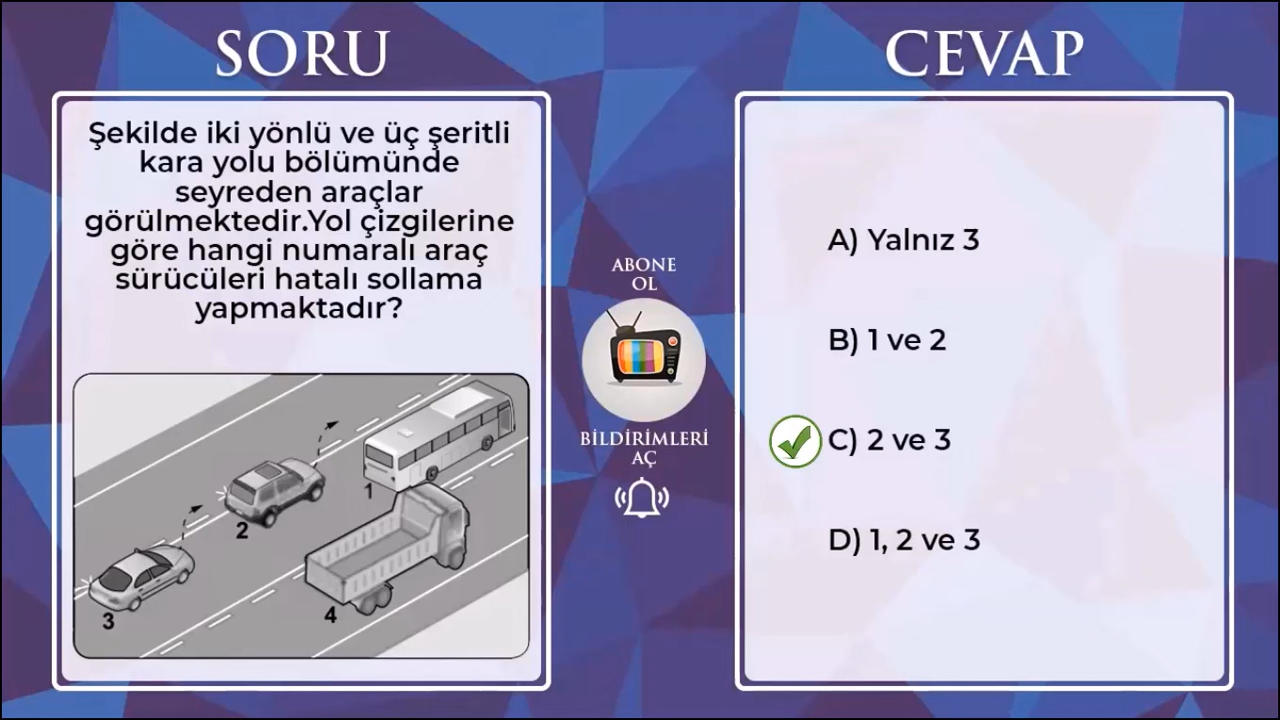 SORU
Şekilde iki yönlü ve üç şeritli
kara yolu bölümünde
seyreden araçlar
görülmektedir.Yol çizgilerine
göre hangi numaralı araç
sürücüleri hatalı sollama
yapmaktadır?
1
2
3
4
ABONE
OL
BİLDİRİMLERİ
AÇ
CEVAP
A) Yalnız 3
B) 1 ve 2
C) 2 ve 3
D) 1, 2 ve 3